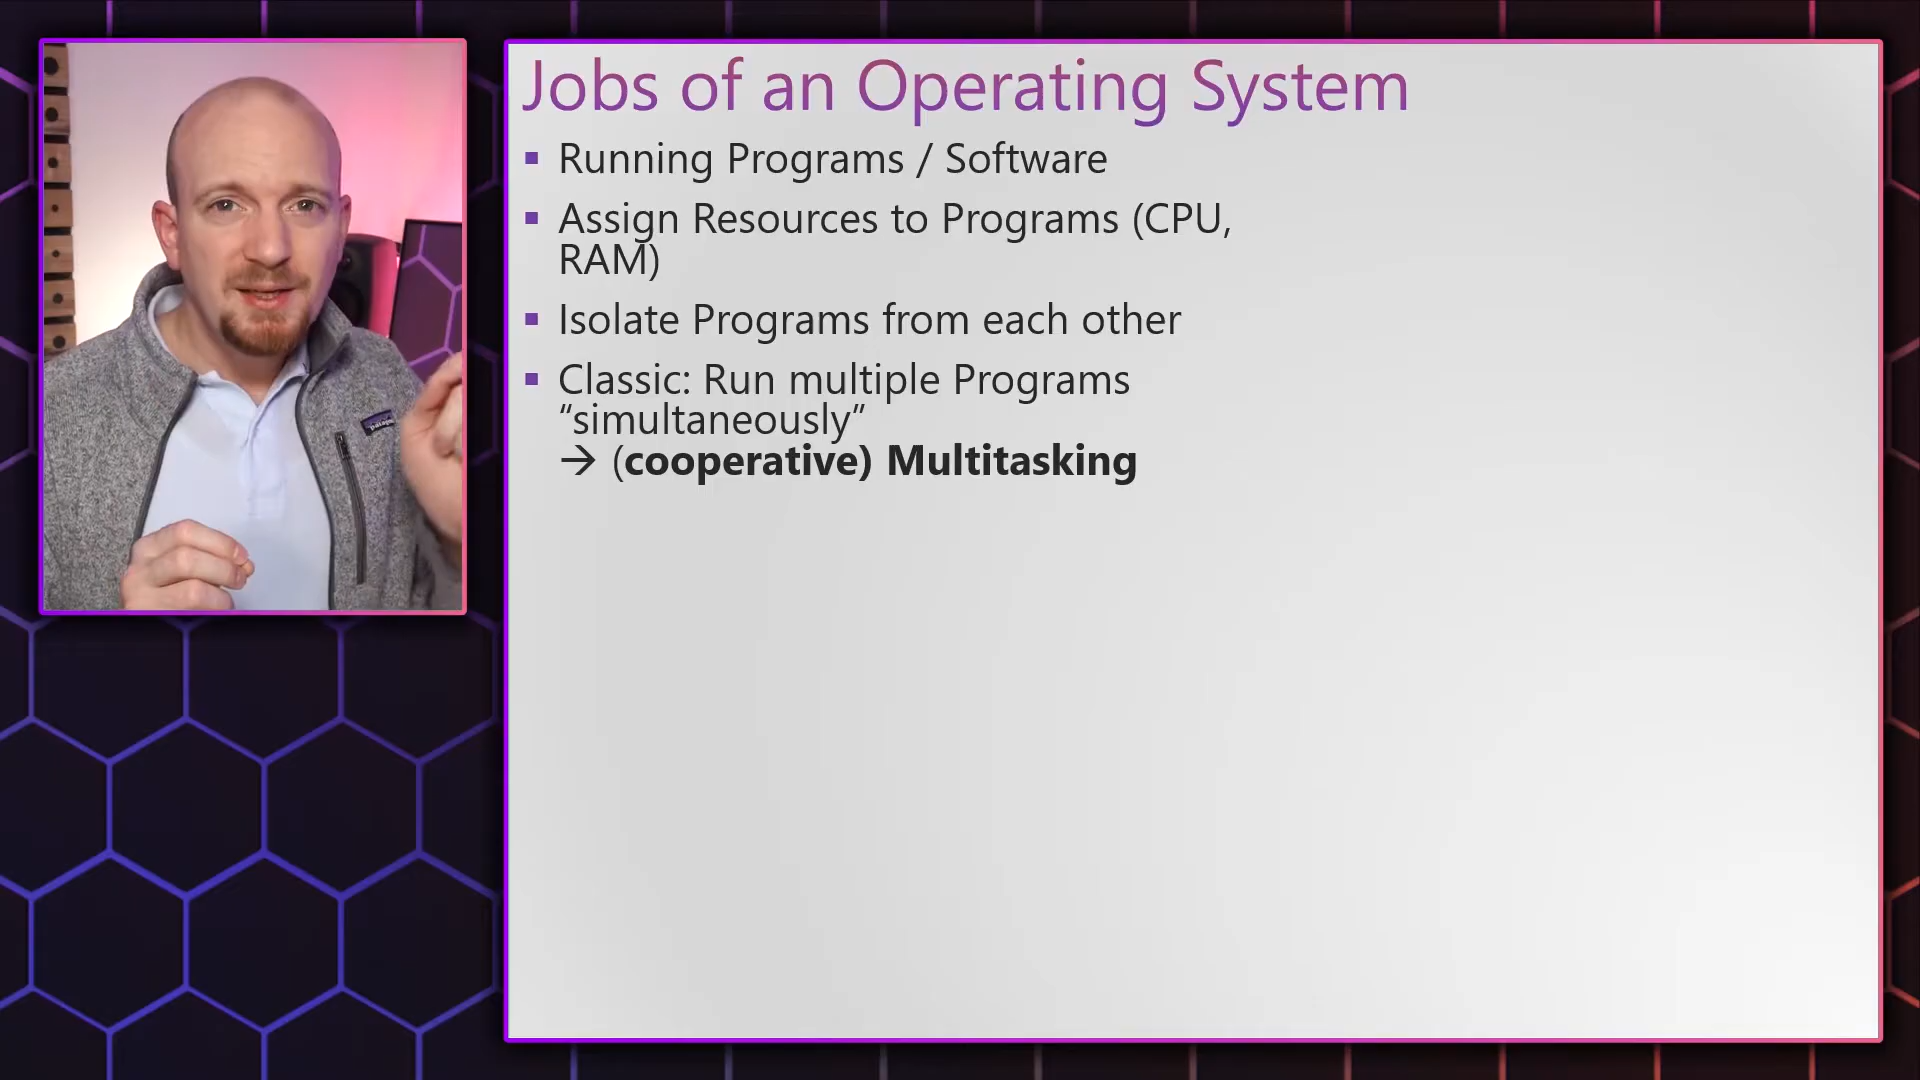 Jobs of an Operating System
▪ Running Programs / Software
▪ Assign Resources to Programs (CPU,
RAM)
▪ Isolate Programs from each other
▪ Classic: Run multiple Programs
“simultaneously”
→ (cooperative) Multitasking
patagonia